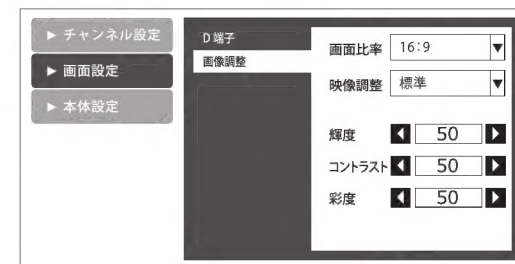 ▶ チャンネル設定
▶ 画面設定
▶ 本体設定
D 端子
画像調整
画面比率 16:9 ▼
映像調整 標準 ▼
輝度 ◀ 50 ▶
コントラスト ◀ 50 ▶
彩度 ◀ 50 ▶